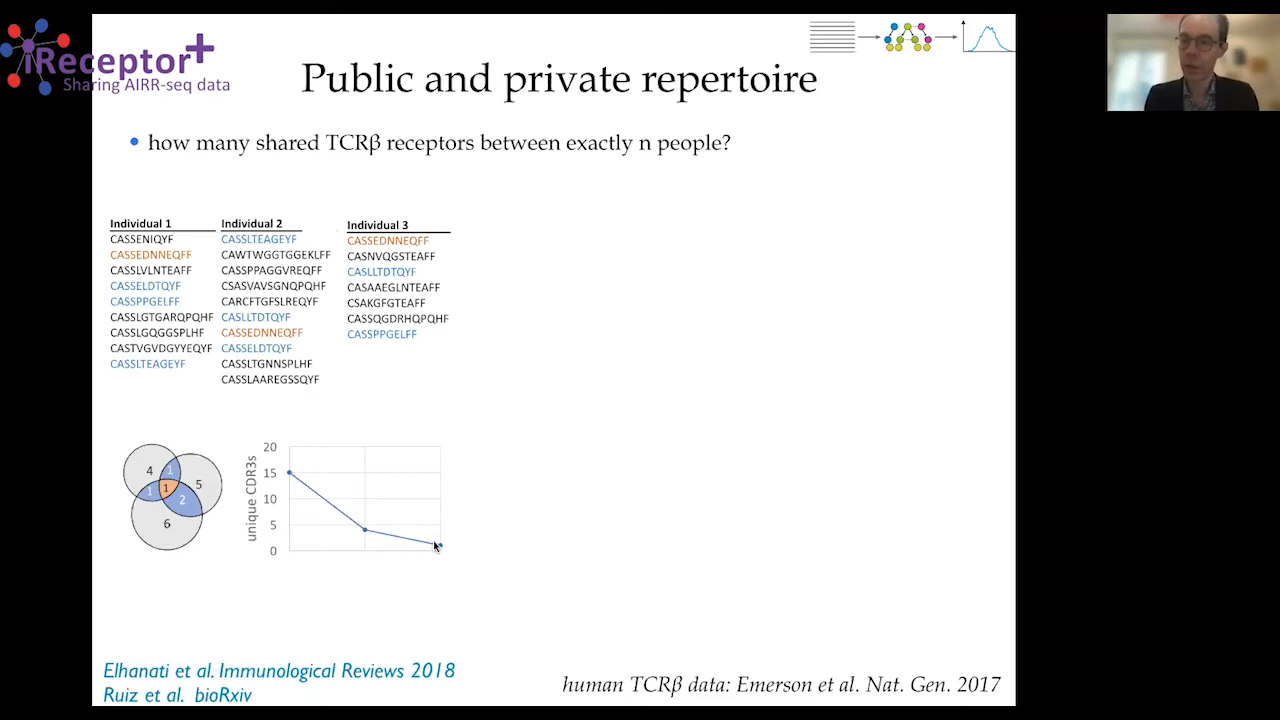 iReceptor+
Sharing AIRR-seq data
Public and private repertoire
• how many shared TCRβ receptors between exactly n people?
Individual 1
CASSENIQYF
CASSEDNNEQFF
CASSLVLNTEAFF
CASSELDTQYF
CASSPPGELFF
CASSLGTGARQPQHF
CASSLGQGGSPLHF
CASTVGVDGYYEQYF
CASSLTEAGEYF
Individual 2
CASSLTEAGEYF
CAWTWGGTGGEKLFF
CASSPPAGGVREQFF
CSASVAVSGNQPQHF
CARCFTGFSLREQYF
CASLLTDTQYF
CASSEDNNEQFF
CASSELDTQYF
CASSLTGNNSPLHF
CASSLAAREGSSQYF
Individual 3
CASSEDNNEQFF
CASNVQGSTEAFF
CASLLTDTQYF
CASAAEGLNTEAFF
CSAKGFGTEAFF
CASSQGDRHQPQHF
CASSPPGELFF
4
1
5
1
1
2
6
unique CDR3s
20
15
10
5
0
Elhanati et al. Immunological Reviews 2018
Ruiz et al. bioRxiv
human TCRβ data: Emerson et al. Nat. Gen. 2017